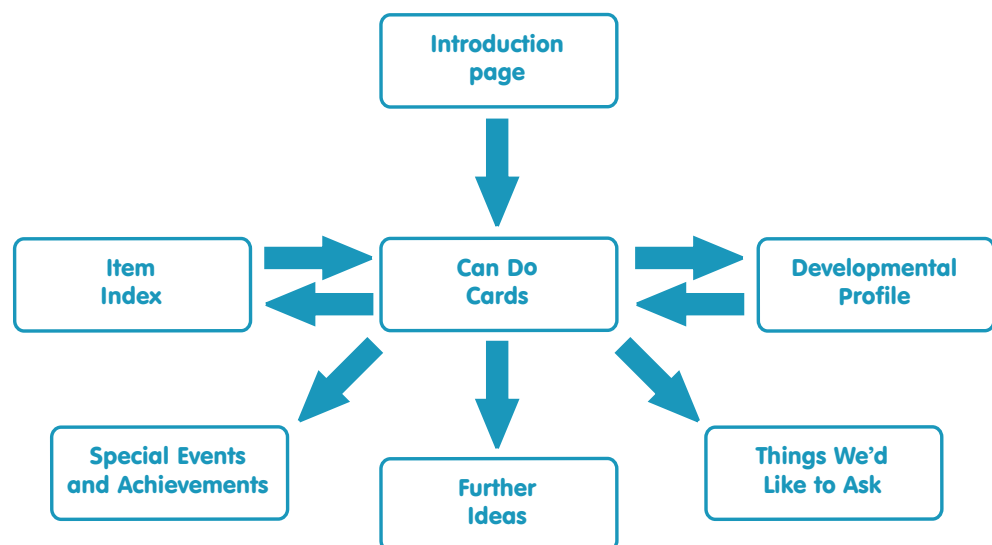 Introduction
page
Item
Index
Can Do
Cards
Developmental
Profile
Special Events
and Achievements
Further
Ideas
Things We’d
Like to Ask